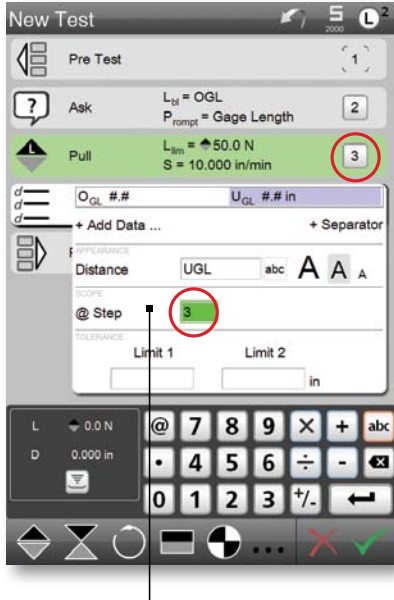 New Test S 2000 L 2
Pre Test 1
Ask Lbl = OGL
Prompt = Gage Length 2
Pull Llim = 50.0 N
S = 10.000 in/min 3
d
d
d
OGL #.# UGL #.# in
+ Add Data ... + Separator
APPEARANCE
Distance UGL abc A A A
SCOPE
@ Step 3
TOLERANCE
Limit 1 Limit 2
in
L 0.0 N @ 7 8 9 × + abc
D 0.000 in • 4 5 6 ÷ -
0 1 2 3 +/-
...